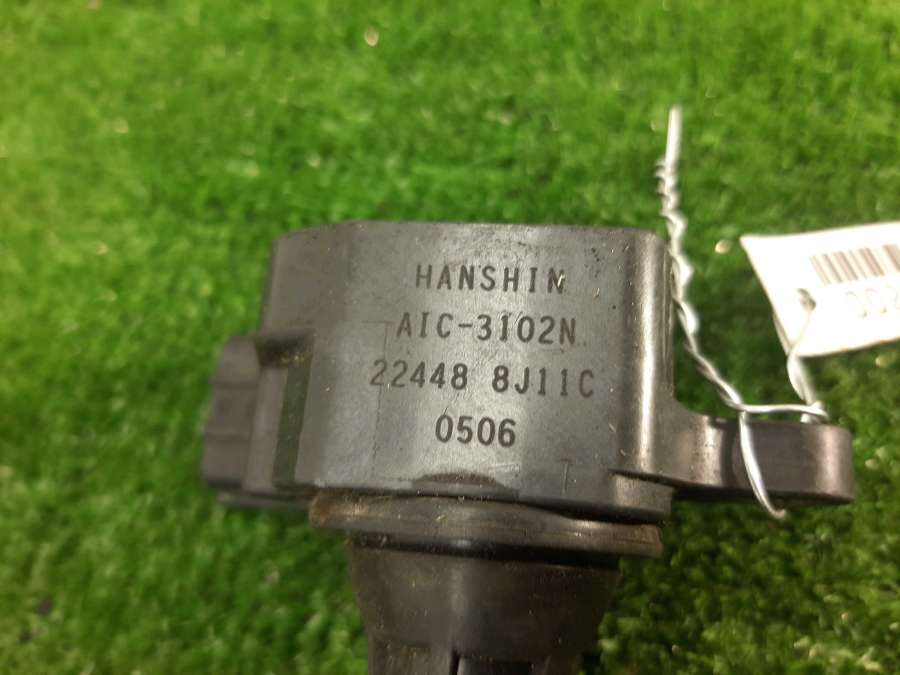 HANSHIN
AIC-3102N
22448 8J11C
0506